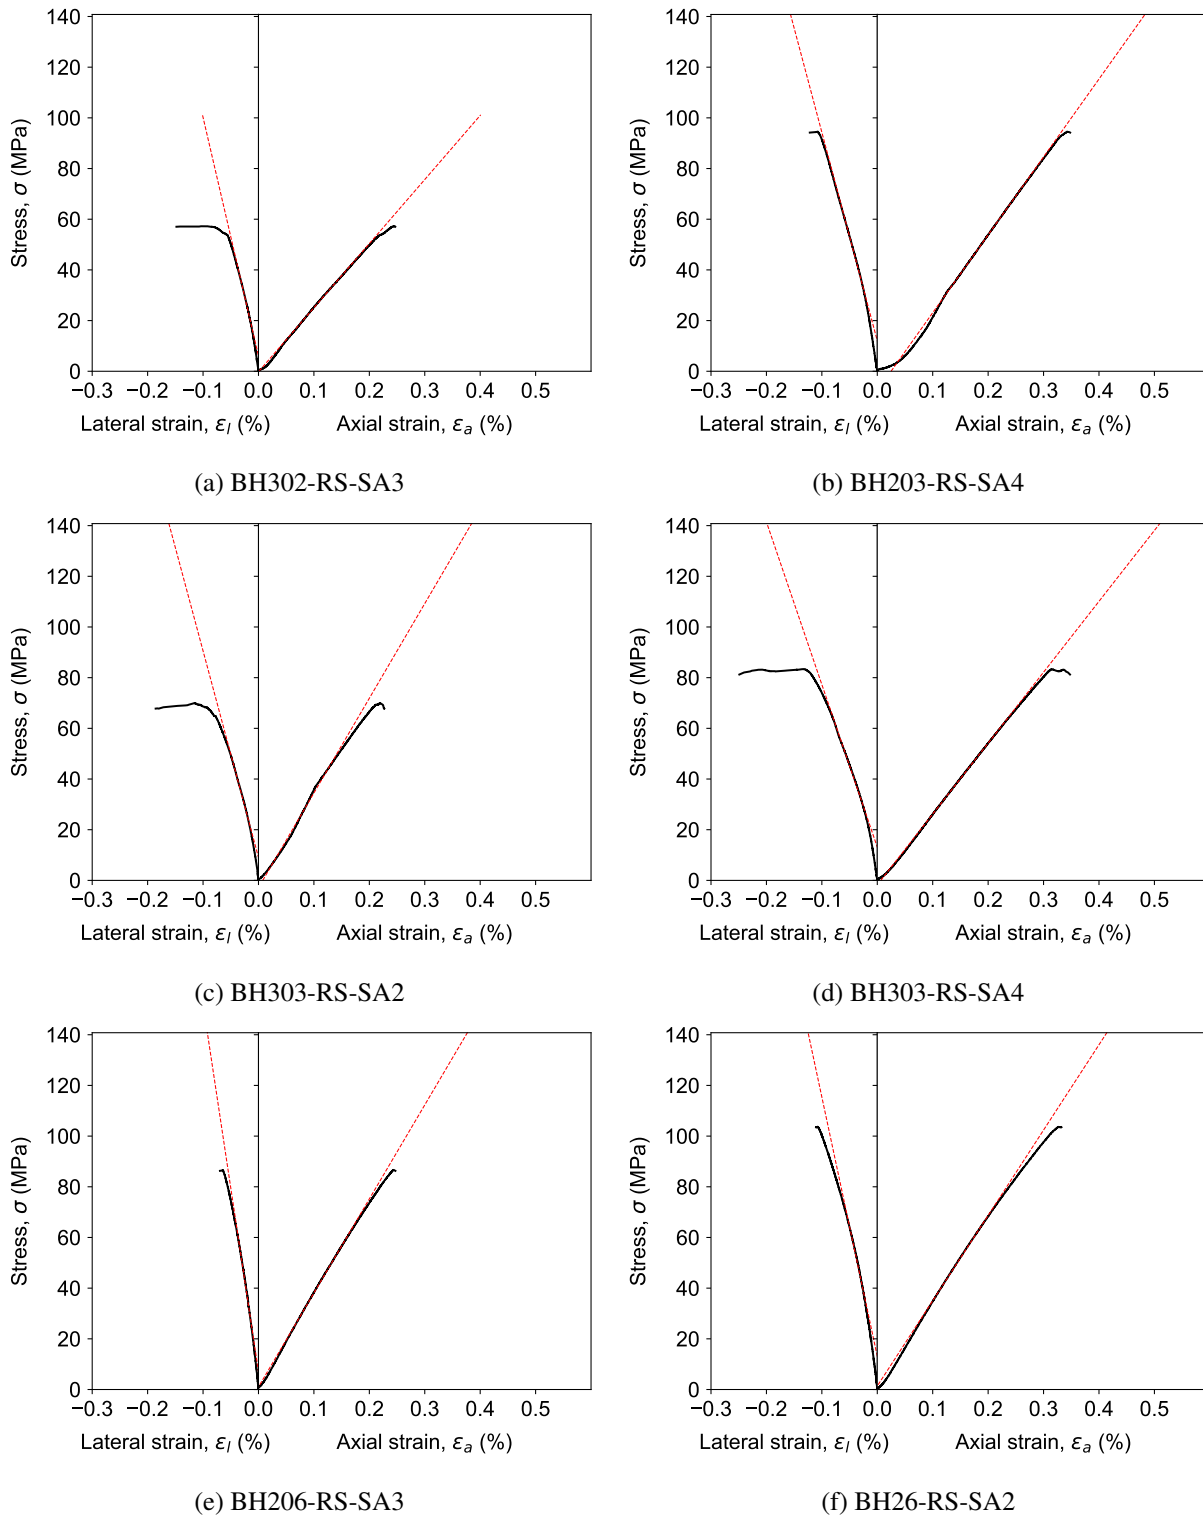 140
120
100
80
60
40
20
0
Stress, σ (MPa)
−0.3 −0.2 −0.1 0.0 0.1 0.2 0.3 0.4 0.5
Lateral strain, εl (%) Axial strain, εa (%)
(a) BH302-RS-SA3
140
120
100
80
60
40
20
0
Stress, σ (MPa)
−0.3 −0.2 −0.1 0.0 0.1 0.2 0.3 0.4 0.5
Lateral strain, εl (%) Axial strain, εa (%)
(b) BH203-RS-SA4
140
120
100
80
60
40
20
0
Stress, σ (MPa)
−0.3 −0.2 −0.1 0.0 0.1 0.2 0.3 0.4 0.5
Lateral strain, εl (%) Axial strain, εa (%)
(c) BH303-RS-SA2
140
120
100
80
60
40
20
0
Stress, σ (MPa)
−0.3 −0.2 −0.1 0.0 0.1 0.2 0.3 0.4 0.5
Lateral strain, εl (%) Axial strain, εa (%)
(d) BH303-RS-SA4
140
120
100
80
60
40
20
0
Stress, σ (MPa)
−0.3 −0.2 −0.1 0.0 0.1 0.2 0.3 0.4 0.5
Lateral strain, εl (%) Axial strain, εa (%)
(e) BH206-RS-SA3
140
120
100
80
60
40
20
0
Stress, σ (MPa)
−0.3 −0.2 −0.1 0.0 0.1 0.2 0.3 0.4 0.5
Lateral strain, εl (%) Axial strain, εa (%)
(f) BH26-RS-SA2